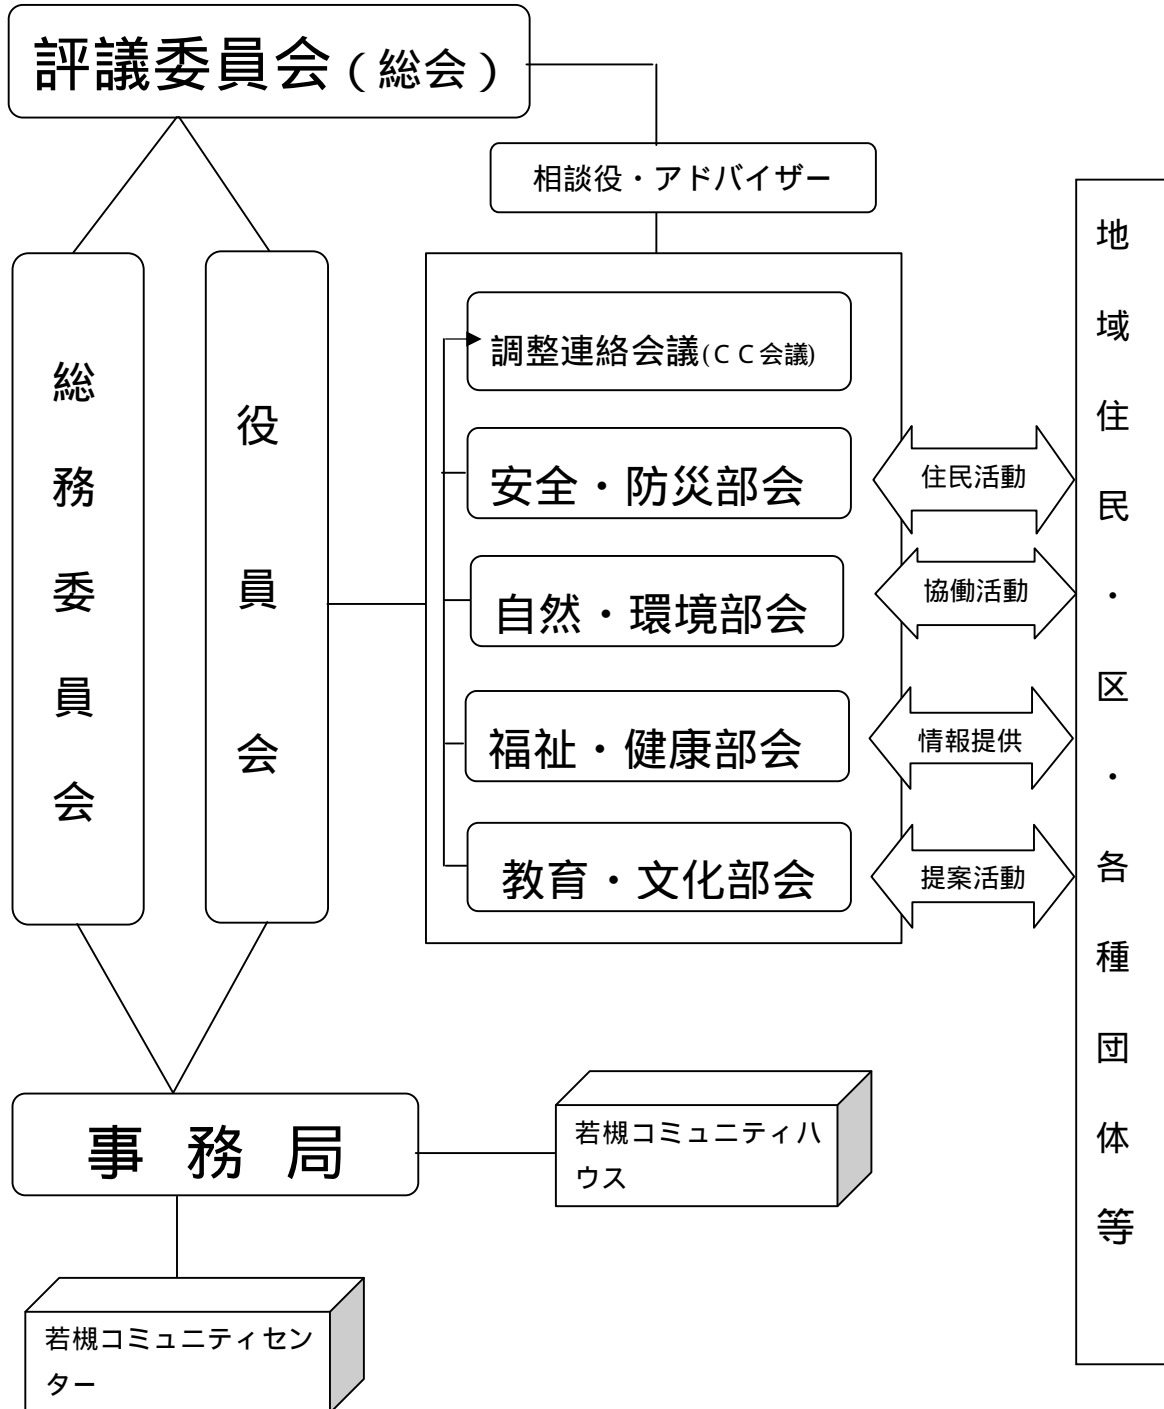 評議委員会（総会）
相談役・アドバイザー
総務委員会
役員会
調整連絡会議(ＣＣ会議)
安全・防災部会
自然・環境部会
福祉・健康部会
教育・文化部会
住民活動
協働活動
情報提供
提案活動
地域住民・区・各種団体等
事務局
若槻コミュニティハ
ウス
若槻コミュニティセン
ター